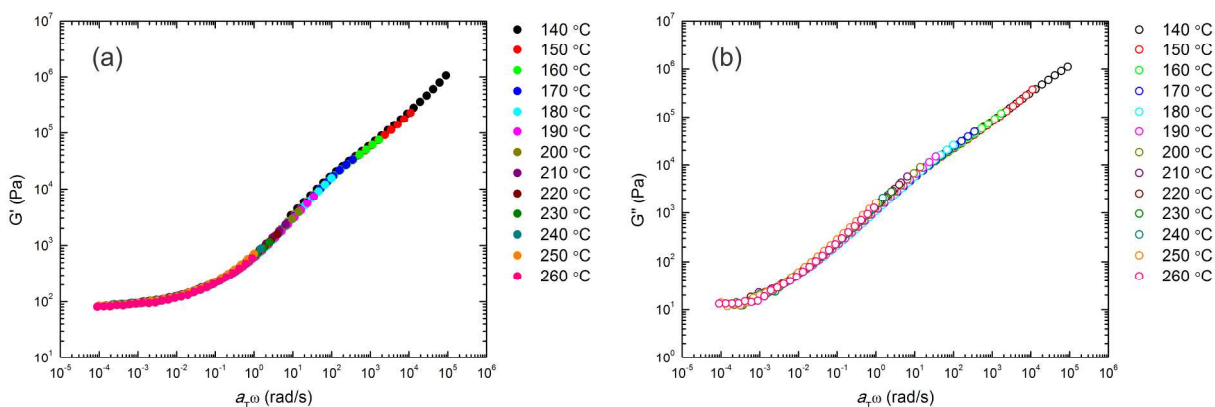 (a)
G' (Pa)
10^6
10^5
10^4
10^3
10^2
10^1
10^-5 10^-4 10^-3 10^-2 10^-1 10^0 10^1 10^2 10^3 10^4 10^5 10^6
a_Tω (rad/s)
140 °C
150 °C
160 °C
170 °C
180 °C
190 °C
200 °C
210 °C
220 °C
230 °C
240 °C
250 °C
260 °C
(b)
G'' (Pa)
10^7
10^6
10^5
10^4
10^3
10^2
10^1
10^0
10^-5 10^-4 10^-3 10^-2 10^-1 10^0 10^1 10^2 10^3 10^4 10^5 10^6
a_Tω (rad/s)
140 °C
150 °C
160 °C
170 °C
180 °C
190 °C
200 °C
210 °C
220 °C
230 °C
240 °C
250 °C
260 °C